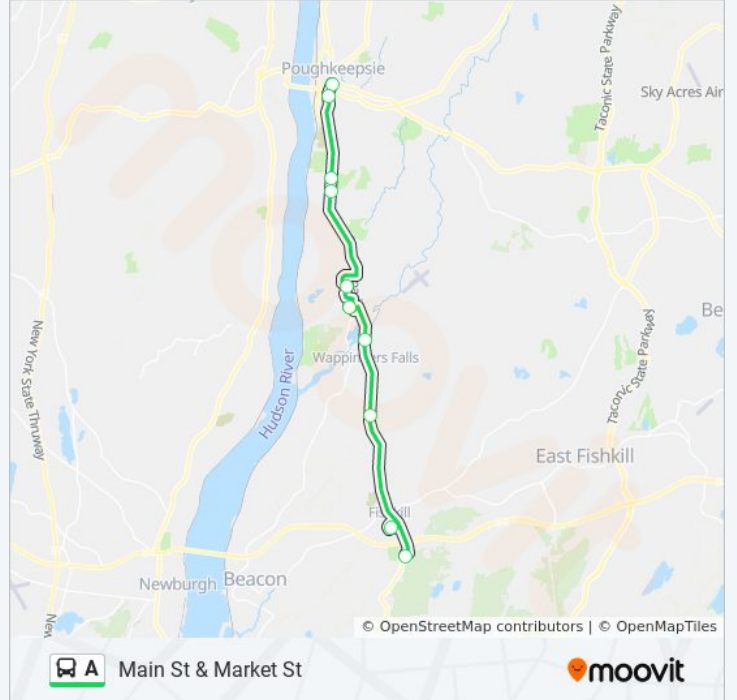 Poughkeepsie
Taconic State Parkway
Sky Acres Air
New York State Thruway
Hudson River
Wappingers Falls
Be
Taconic State Parkway
East Fishkill
Newburgh
Beacon
New
© OpenStreetMap contributors | © OpenMapTiles
A
Main St & Market St
moovit